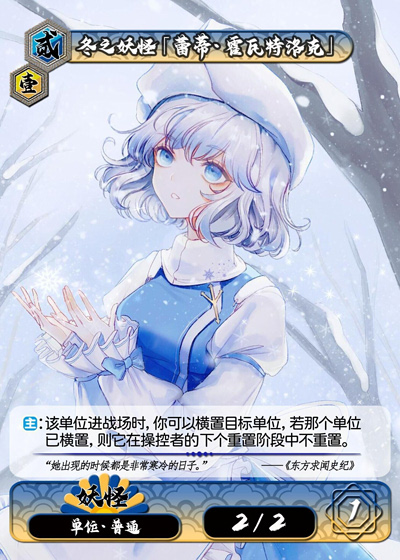 贰
冬之妖怪「蕾蒂·霍瓦特洛克」
壹
主:该单位进战场时,你可以横置目标单位,若那个单位
已横置,则它在操控者的下个重置阶段中不重置。
“她出现的时候都是非常寒冷的日子。” ——《东方求闻史纪》
妖怪
单位·普通
2/2
1